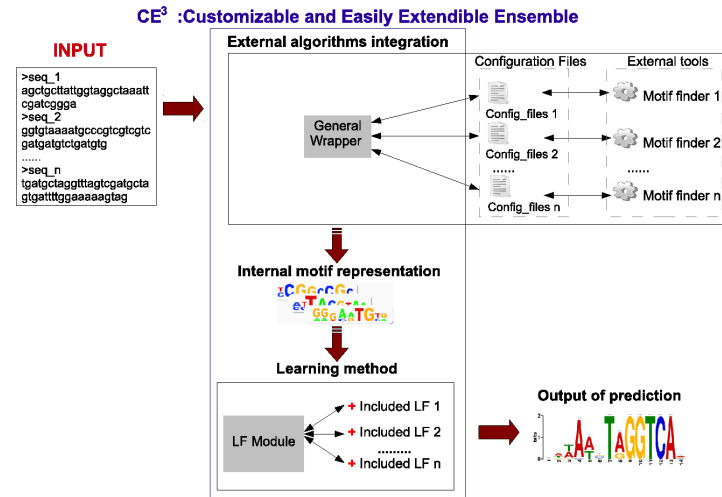 CE3 :Customizable and Easily Extendible Ensemble
INPUT
>seq_1
agctgcttattggtaggctaaatt
cgatcggga
>seq_2
ggtgtaaaatgcccgtcgtcgtc
gatgatgtctgatgtg
......
>seq_n
tgatgctaggtttagtcgatgcta
gtgattttggaaaaagtag
External algorithms integration
Configuration Files
External tools
General
Wrapper
Config_files 1
Motif finder 1
Config_files 2
Motif finder 2
......
......
Config_files n
Motif finder n
Internal motif representation
Learning method
LF Module
+ Included LF 1
+ Included LF 2
.........
+ Included LF n
Output of prediction